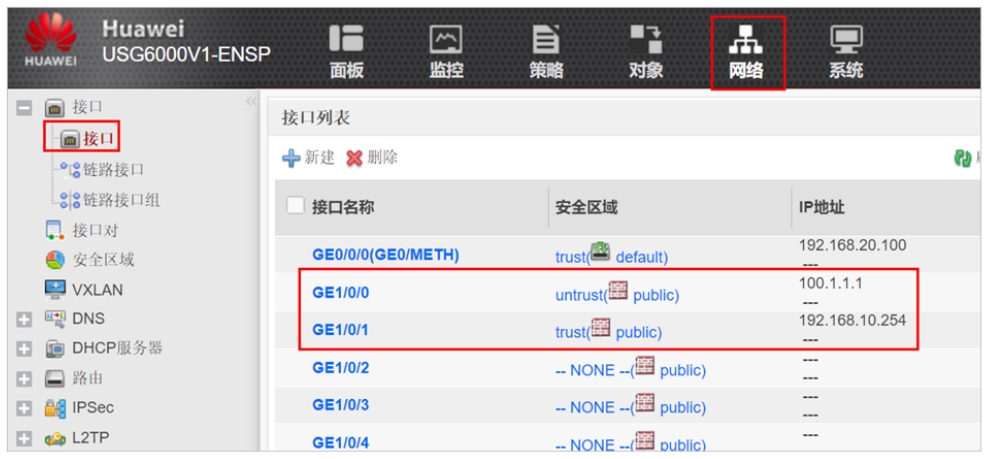 Huawei
HUAWEI
USG6000V1-ENSP
面板
监控
策略
对象
网络
系统
接口
接口
链路接口
链路接口组
接口对
安全区域
VXLAN
DNS
DHCP服务器
路由
IPSec
L2TP
接口列表
新建 删除
接口名称 安全区域 IP地址
GE0/0/0(GE0/METH) trust( default) 192.168.20.100
---
GE1/0/0 untrust( public) 100.1.1.1
---
GE1/0/1 trust( public) 192.168.10.254
---
GE1/0/2 -- NONE --( public) ---
---
GE1/0/3 -- NONE --( public) ---
---
GE1/0/4 -- NONE --( public) ---